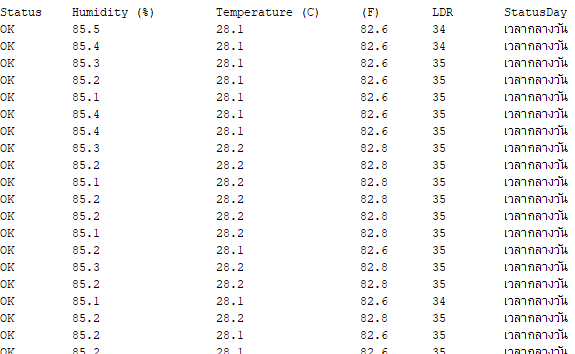 Status Humidity (%) Temperature (C) (F) LDR StatusDay
OK 85.5 28.1 82.6 34 เวลากลางวัน
OK 85.4 28.1 82.6 34 เวลากลางวัน
OK 85.3 28.1 82.6 35 เวลากลางวัน
OK 85.2 28.1 82.6 35 เวลากลางวัน
OK 85.1 28.1 82.6 35 เวลากลางวัน
OK 85.4 28.1 82.6 35 เวลากลางวัน
OK 85.4 28.1 82.6 35 เวลากลางวัน
OK 85.3 28.2 82.8 35 เวลากลางวัน
OK 85.2 28.2 82.8 35 เวลากลางวัน
OK 85.1 28.2 82.8 35 เวลากลางวัน
OK 85.2 28.2 82.8 35 เวลากลางวัน
OK 85.2 28.2 82.8 35 เวลากลางวัน
OK 85.1 28.2 82.8 35 เวลากลางวัน
OK 85.2 28.1 82.6 35 เวลากลางวัน
OK 85.3 28.2 82.8 35 เวลากลางวัน
OK 85.2 28.2 82.8 35 เวลากลางวัน
OK 85.1 28.1 82.6 34 เวลากลางวัน
OK 85.2 28.2 82.8 35 เวลากลางวัน
OK 85.2 28.1 82.6 35 เวลากลางวัน
OK 85.2 28.1 82.6 35 เวลากลางวัน